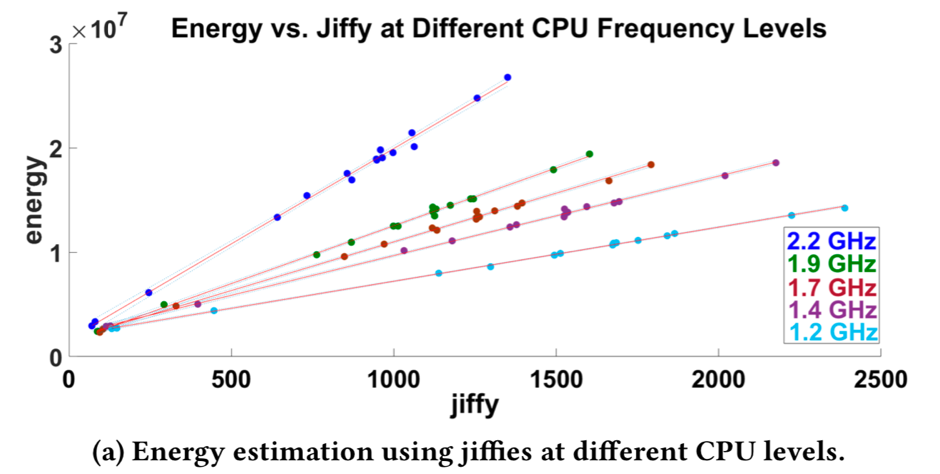 ×10⁷
Energy vs. Jiffy at Different CPU Frequency Levels
3
2
1
0
energy
0 500 1000 1500 2000 2500
jiffy
2.2 GHz
1.9 GHz
1.7 GHz
1.4 GHz
1.2 GHz
(a) Energy estimation using jiffies at different CPU levels.